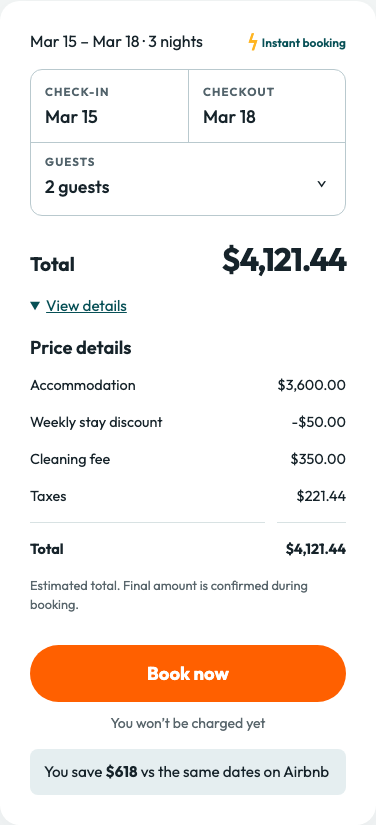 Mar 15 – Mar 18 · 3 nights
Instant booking
CHECK-IN
CHECKOUT
Mar 15
Mar 18
GUESTS
2 guests
Total $4,121.44
View details
Price details
Accommodation $3,600.00
Weekly stay discount -$50.00
Cleaning fee $350.00
Taxes $221.44
Total $4,121.44
Estimated total. Final amount is confirmed during
booking.
Book now
You won't be charged yet
You save $618 vs the same dates on Airbnb